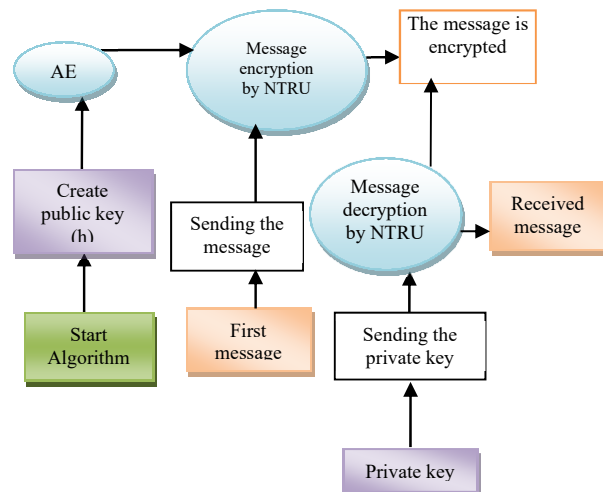 The message is
encrypted
Message
encryption
by NTRU
AE
Create
public key
(h)
Sending the
message
Message
decryption
by NTRU
Received
message
Start
Algorithm
First
message
Sending the
private key
Private key